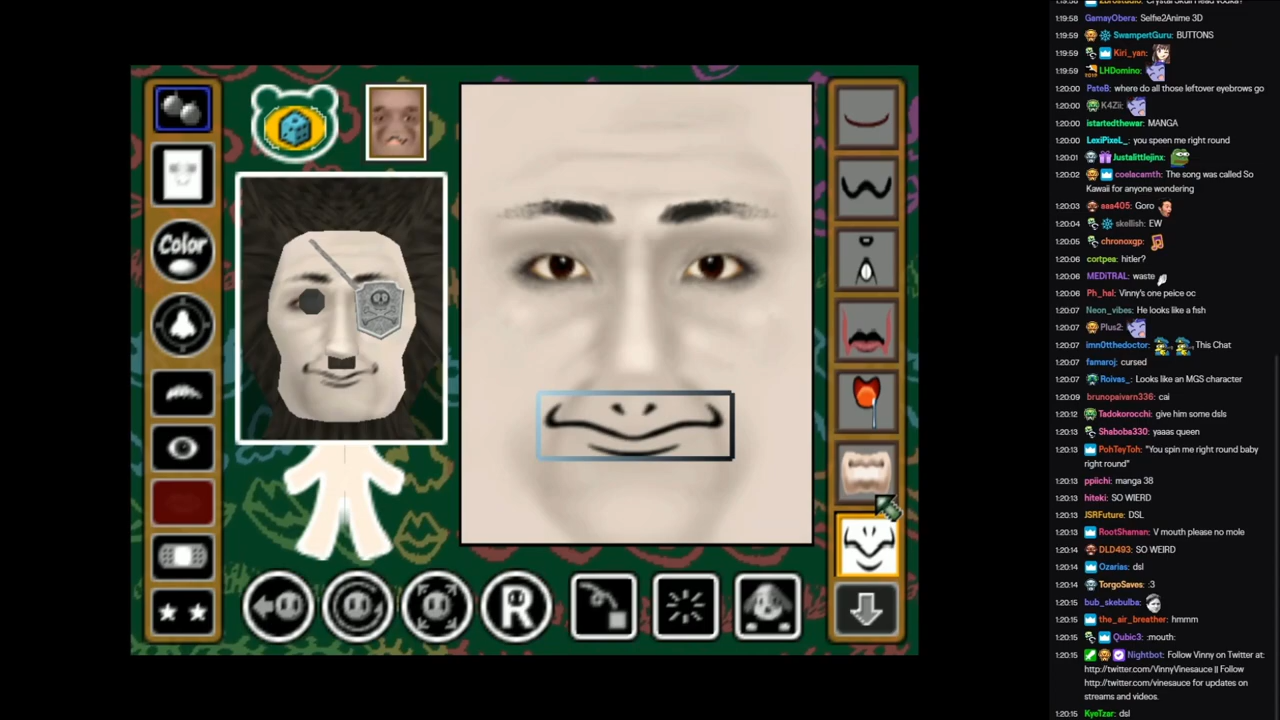 Color
R
1:19:58 GamayObera: Selfie2Anime 3D
1:19:59 SwampertGuru: BUTTONS
1:19:59 Kiri_yan:
1:19:59 LHDomino:
PateB: where do all those leftover eyebrows go
1:20:00 K4Zii:
1:20:00 istartedthewar: MANGA
1:20:00 LexiPixeL_: you speen me right round
1:20:01 Justalittlejinx:
1:20:02 coelacamth: The song was called So
Kawaii for anyone wondering
1:20:03 aaa405: Goro
1:20:04 skellish: EW
1:20:05 chronoxgp:
1:20:06 cortpea: hitler?
1:20:06 MEDiTRAL: waste
1:20:06 Ph_hal: Vinny's one peice oc
1:20:07 Neon_vibes: He looks like a fish
1:20:07 Plus2:
1:20:07 imn0tthedoctor: , This Chat
1:20:07 famaroj: cursed
1:20:07 Roivas_: Looks like an MGS character
1:20:09 brunopaivarn336: cai
1:20:12 Tadokorocchi: give him some dsls
1:20:13 Shaboba330: yaaas queen
1:20:13 PohTeyToh: "You spin me right round baby
right round"
1:20:13 ppiichi: manga 38
1:20:13 hiteki: SO WIERD
1:20:13 JSRFuture: DSL
1:20:13 RootShaman: V mouth please no mole
1:20:14 DLD493: SO WEIRD
1:20:14 Ozarias: dsl
1:20:14 TorgoSaves: :3
1:20:15 bub_skebulba:
1:20:15 the_air_breather: hmmm
1:20:15 Qubic3: :mouth:
1:20:15 Nightbot: Follow Vinny on Twitter at:
http://twitter.com/VinnyVinesauce || Follow
http://twitter.com/vinesauce for updates on
streams and videos.
1:20:15 KyeTzar: dsl